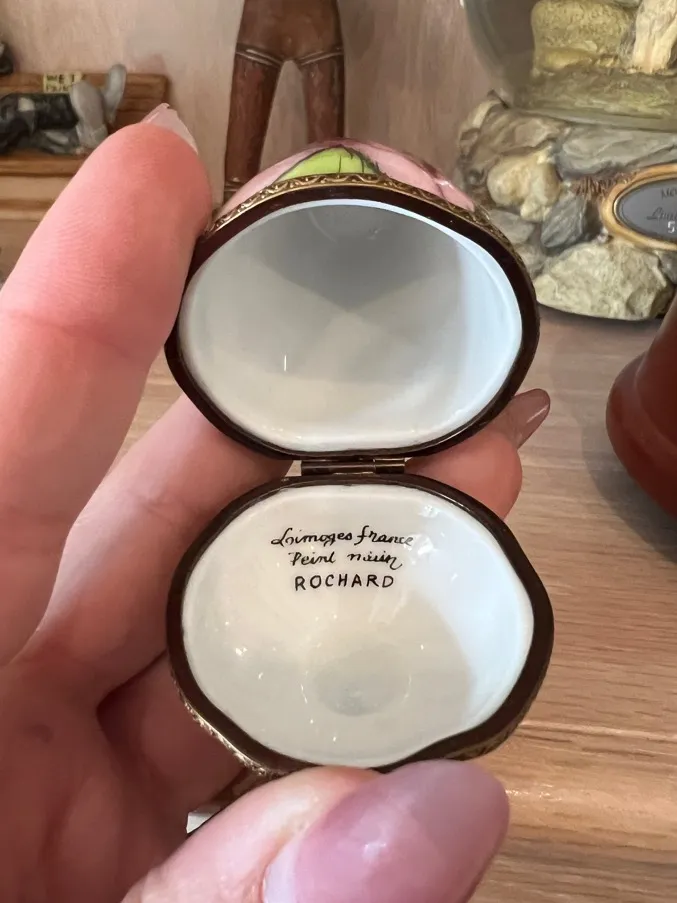 Limoges france
Peint main
ROCHARD